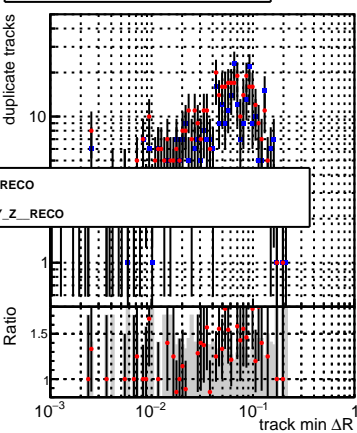 duplicate tracks
10
RECO
Z__RECO
1
Ratio
1.5
1
10⁻³
10⁻²
10⁻¹
1
track min ΔR